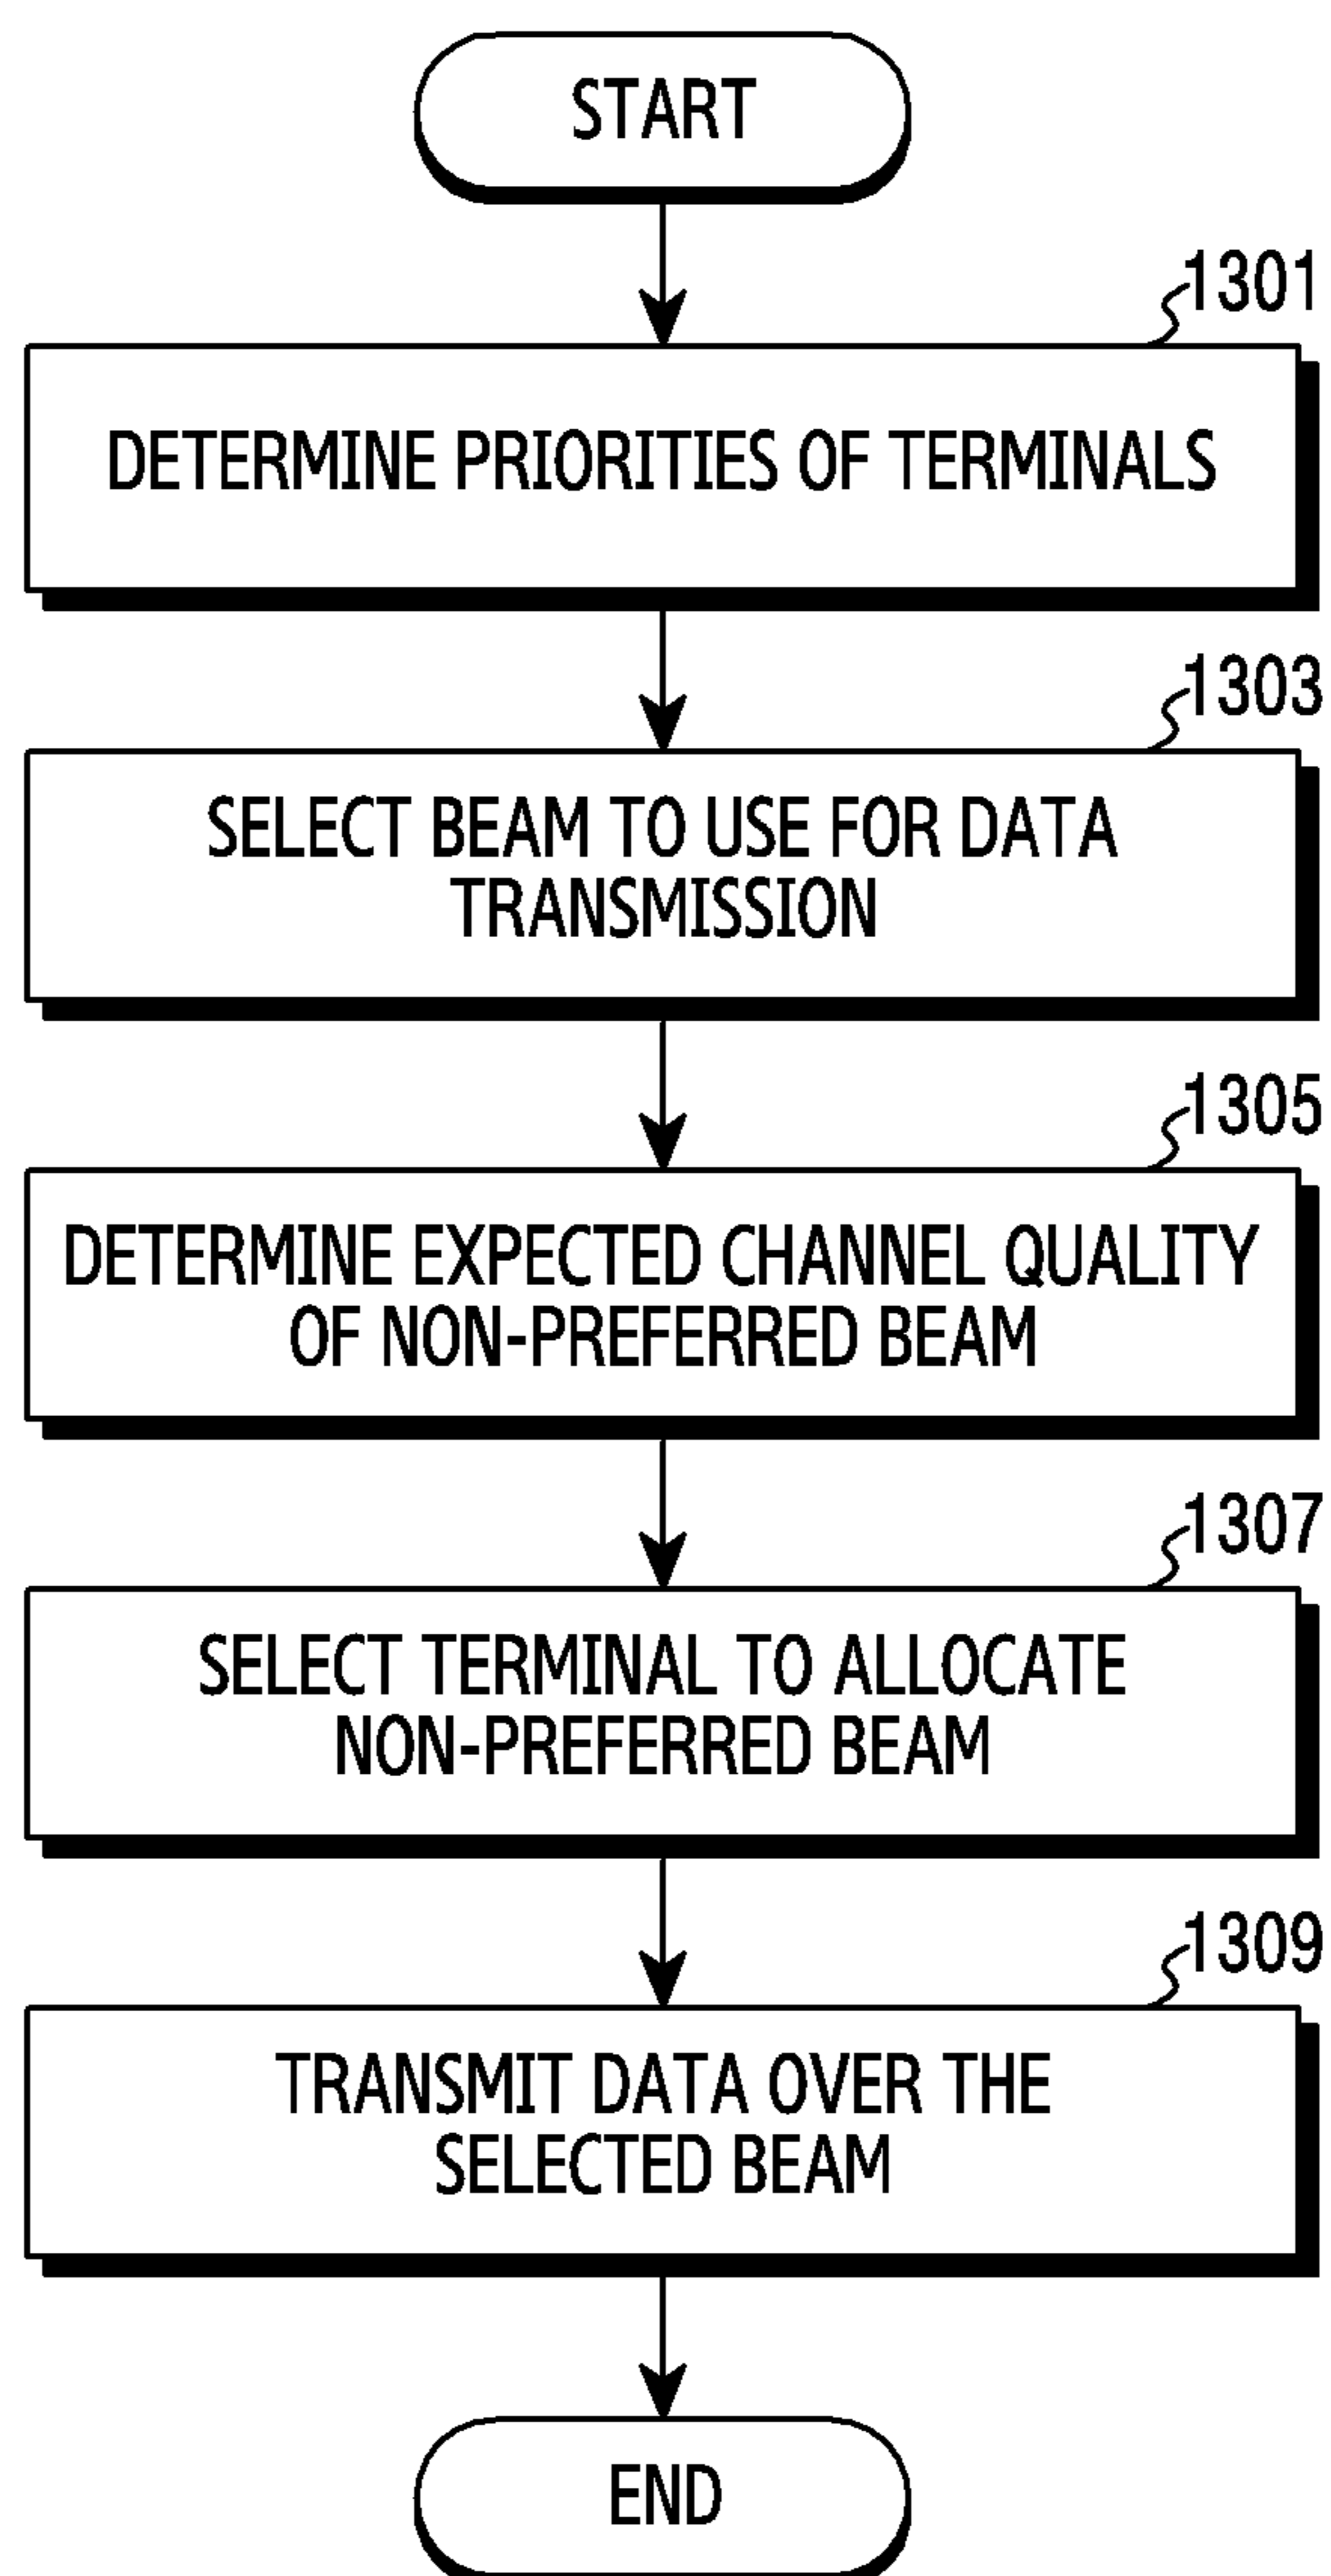 START
1301
DETERMINE PRIORITIES OF TERMINALS
1303
SELECT BEAM TO USE FOR DATA
TRANSMISSION
1305
DETERMINE EXPECTED CHANNEL QUALITY
OF NON-PREFERRED BEAM
1307
SELECT TERMINAL TO ALLOCATE
NON-PREFERRED BEAM
1309
TRANSMIT DATA OVER THE
SELECTED BEAM
END